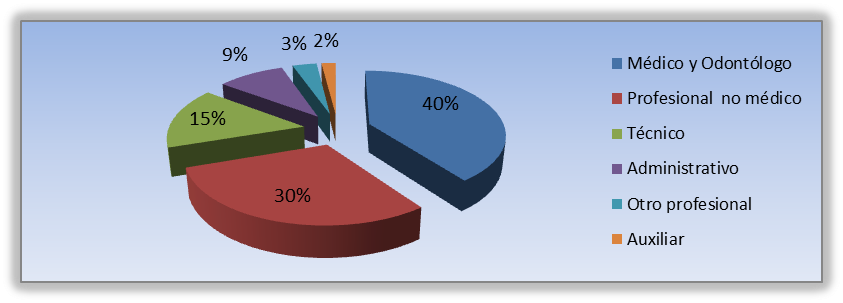 2%
3%
9%
40%
15%
30%
Médico y Odontólogo
Profesional no médico
Técnico
Administrativo
Otro profesional
Auxiliar